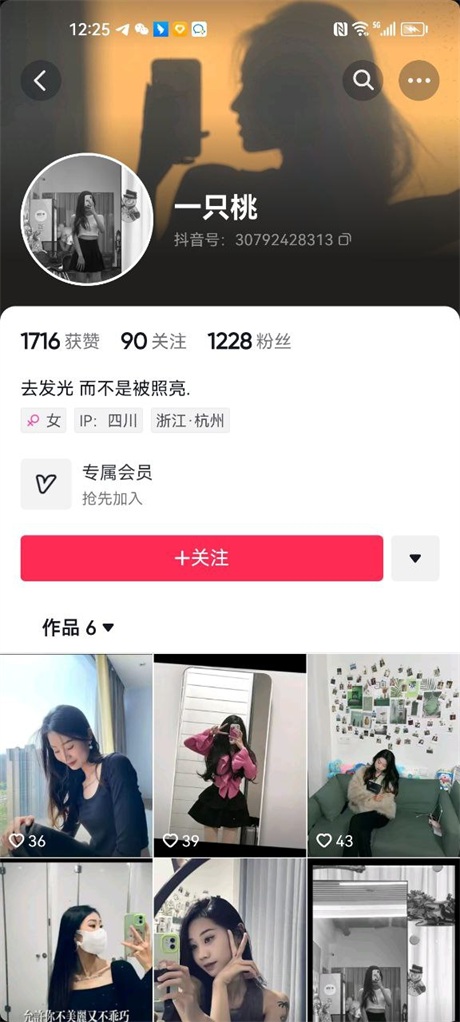 12:25
5G
一只桃
抖音号：30792428313
1716 获赞 90 关注 1228 粉丝
去发光 而不是被照亮.
女 IP：四川 浙江·杭州
专属会员
抢先加入
+关注
作品 6
36 39 43
允許你不美麗又不乖巧